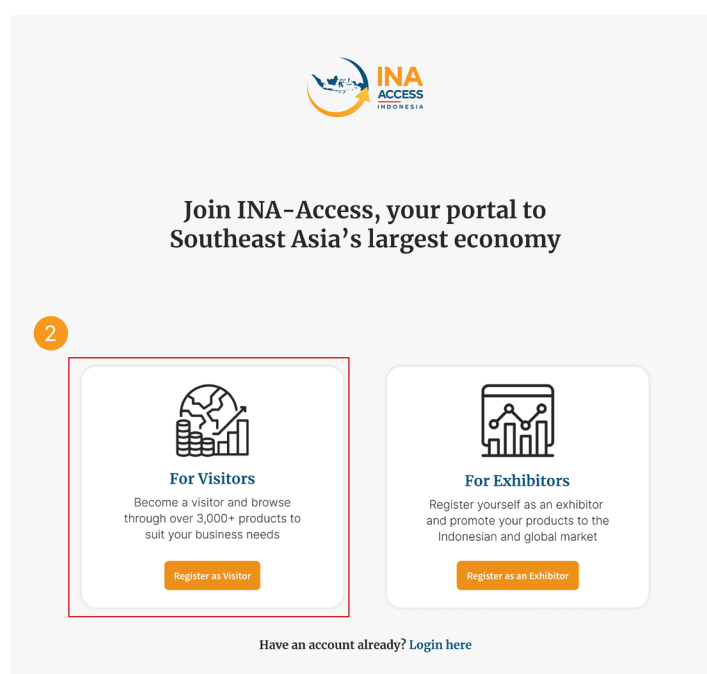 INA
ACCESS
INDONESIA
Join INA-Access, your portal to
Southeast Asia’s largest economy
2
For Visitors
Become a visitor and browse
through over 3,000+ products to
suit your business needs
Register as Visitor
For Exhibitors
Register yourself as an exhibitor
and promote your products to the
Indonesian and global market
Register as an Exhibitor
Have an account already? Login here